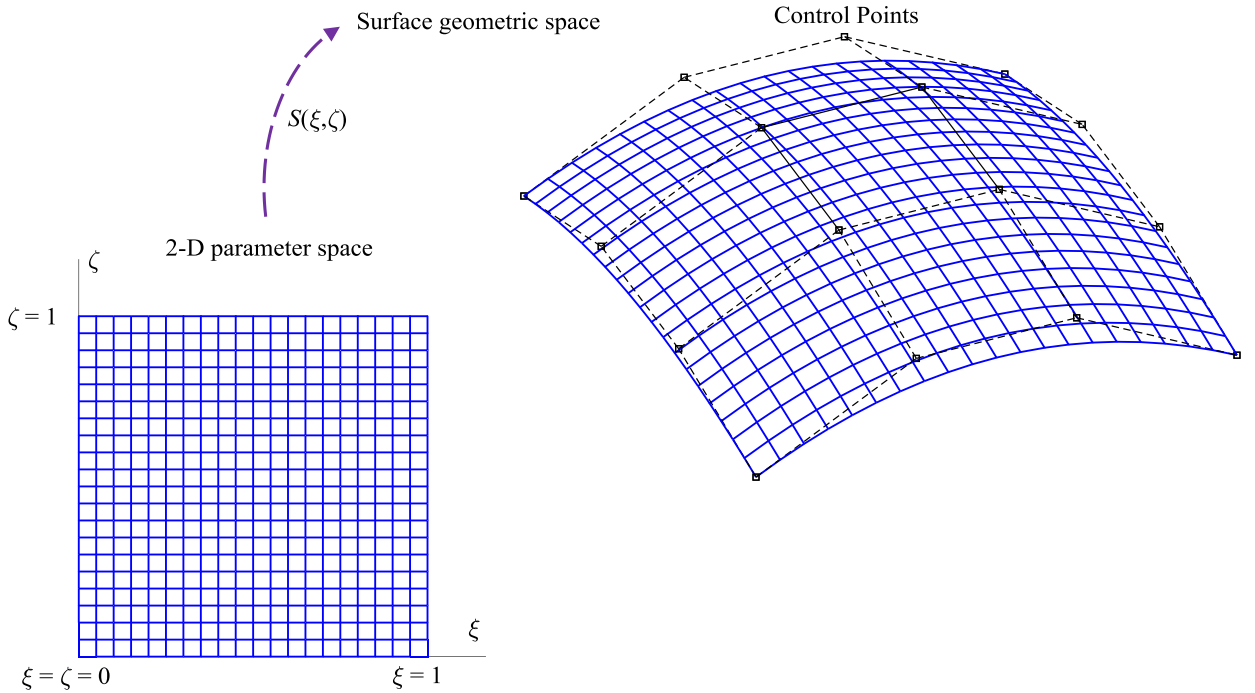 Control Points
Surface geometric space
S(ξ,ζ)
2-D parameter space
ζ
ζ = 1
ξ
ξ = ζ = 0
ξ = 1